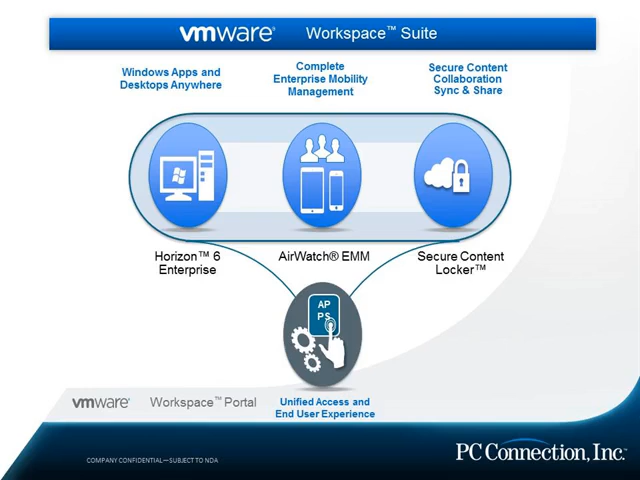 vmware® Workspace™ Suite
Windows Apps and
Desktops Anywhere
Complete
Enterprise Mobility
Management
Secure Content
Collaboration
Sync & Share
Horizon™ 6
Enterprise
AirWatch® EMM
Secure Content
Locker™
AP
PS
vmware® Workspace™ Portal
Unified Access and
End User Experience
COMPANY CONFIDENTIAL—SUBJECT TO NDA
PC Connection, Inc.™